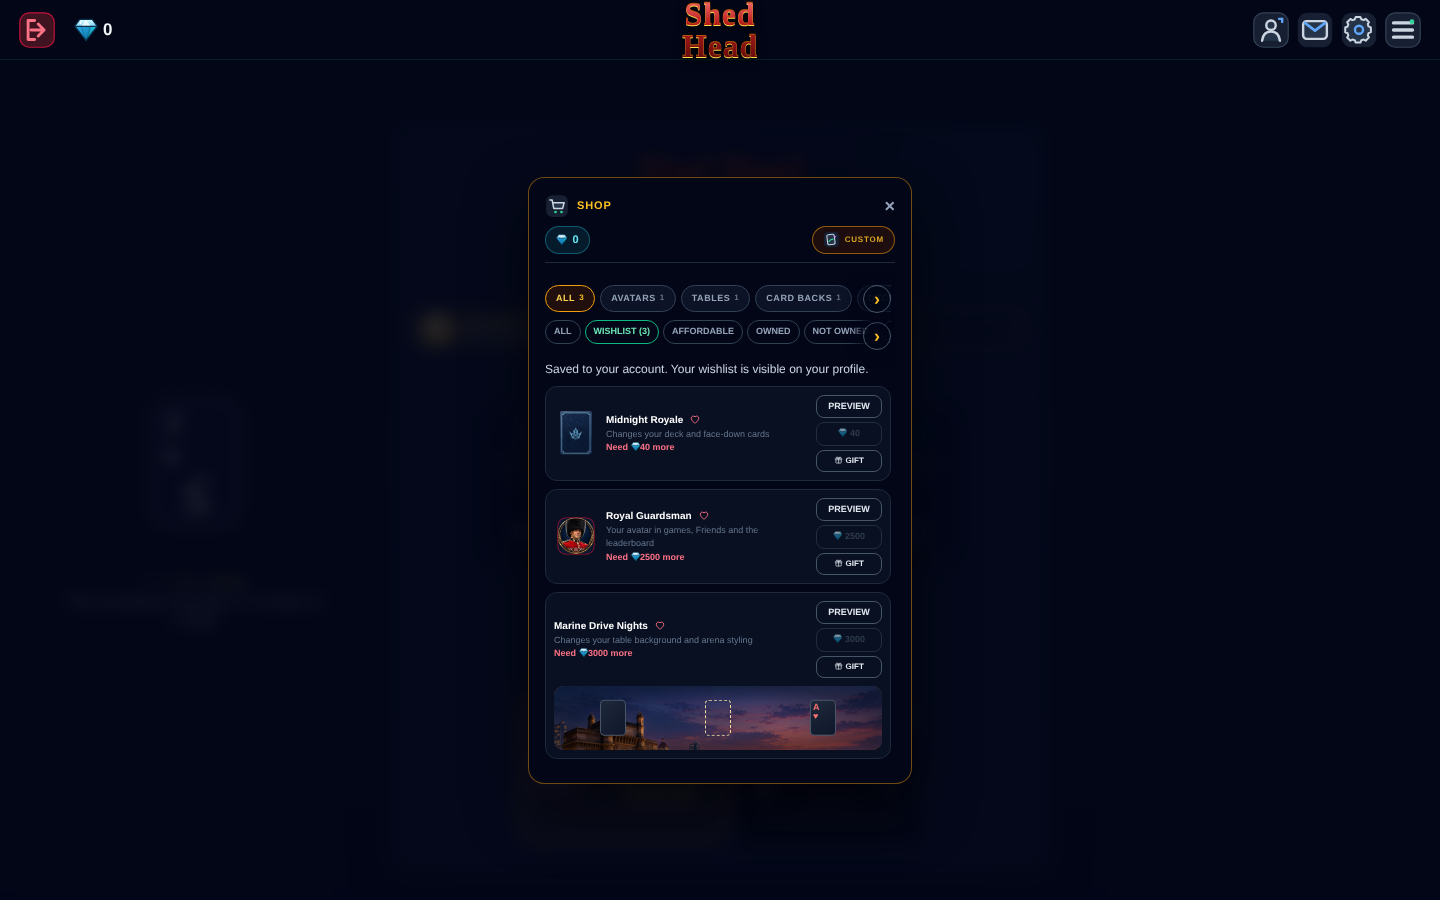 0
Shed
Head
SHOP
×
0
CUSTOM
ALL 3
AVATARS 1
TABLES 1
CARD BACKS 1
ALL
WISHLIST (3)
AFFORDABLE
OWNED
NOT OWNED
Saved to your account. Your wishlist is visible on your profile.
Midnight Royale
Changes your deck and face-down cards
Need 💎40 more
PREVIEW
💎 40
GIFT
Royal Guardsman
Your avatar in games, Friends and the
leaderboard
Need 💎2500 more
PREVIEW
💎 2500
GIFT
Marine Drive Nights
Changes your table background and arena styling
Need 💎3000 more
PREVIEW
💎 3000
GIFT
A
♥